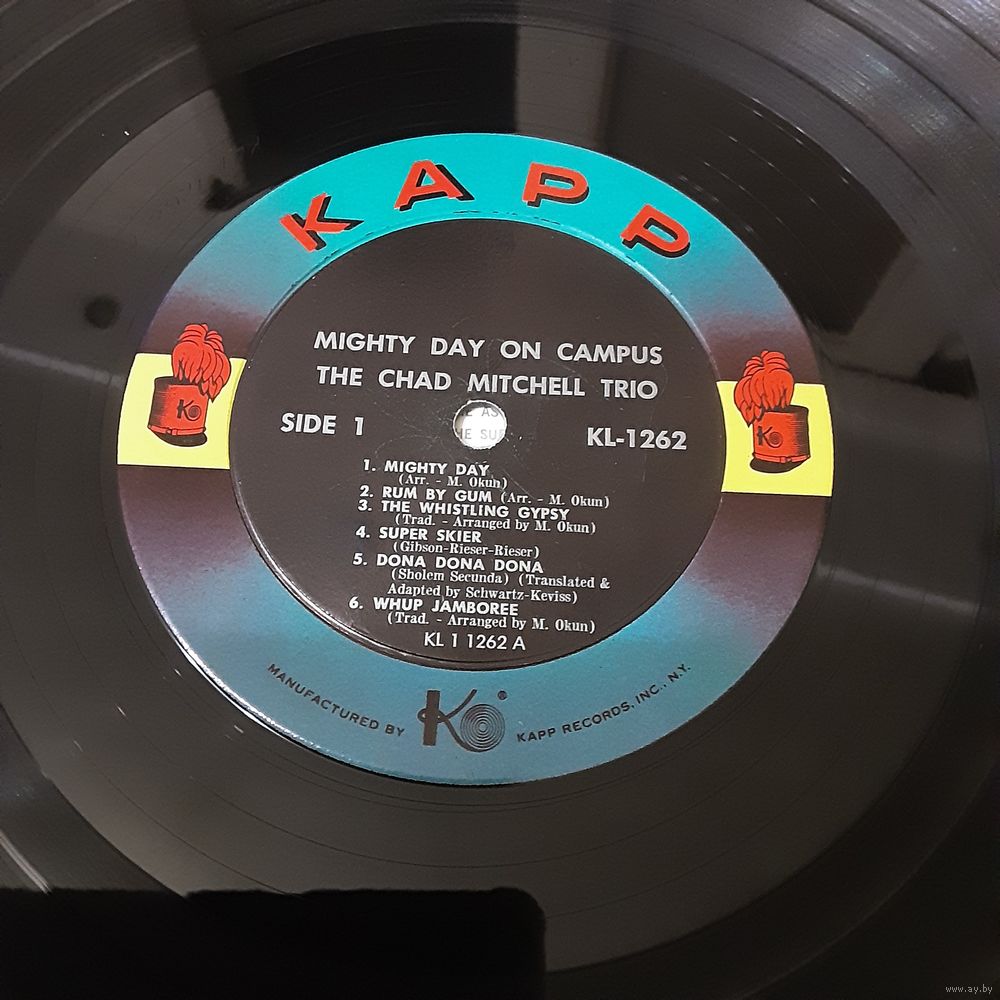 KAPP
MIGHTY DAY ON CAMPUS
THE CHAD MITCHELL TRIO
SIDE 1
KL-1262
1. MIGHTY DAY
(Arr. - M. Okun)
2. RUM BY GUM (Arr. - M. Okun)
3. THE WHISTLING GYPSY
(Trad. - Arranged by M. Okun)
4. SUPER SKIER
(Gibson-Rieser-Rieser)
5. DONA DONA DONA
(Sholem Secunda) (Translated &
Adapted by Schwartz-Keviss)
6. WHUP JAMBOREE
(Trad. - Arranged by M. Okun)
KL 1 1262 A
MANUFACTURED BY K ® KAPP RECORDS, INC., N.Y.
www.ay.by